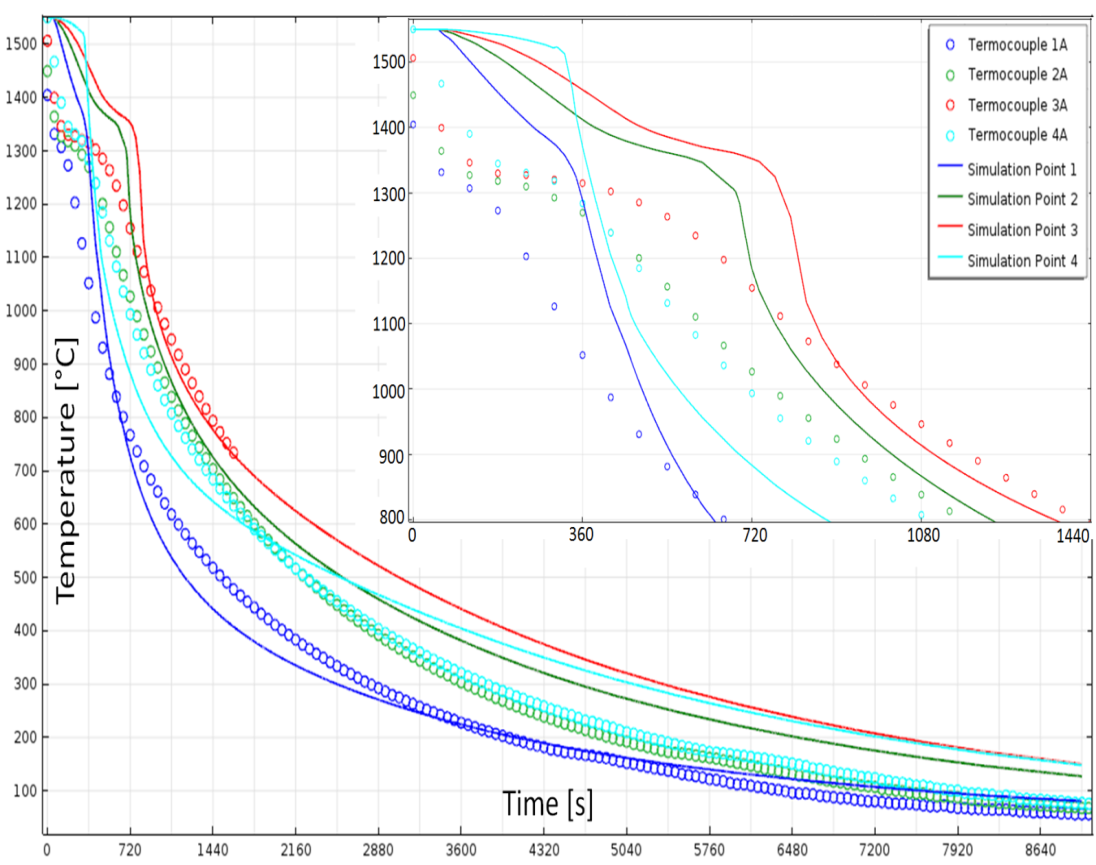 1500
1400
1300
1200
1100
1000
900
800
700
600
500
400
300
200
100
Temperature [°C]
0 720 1440 2160 2880 3600 4320 5040 5760 6480 7200 7920 8640
Time [s]
1500
1400
1300
1200
1100
1000
900
800
0 360 720 1080 1440
Termocouple 1A
Termocouple 2A
Termocouple 3A
Termocouple 4A
Simulation Point 1
Simulation Point 2
Simulation Point 3
Simulation Point 4